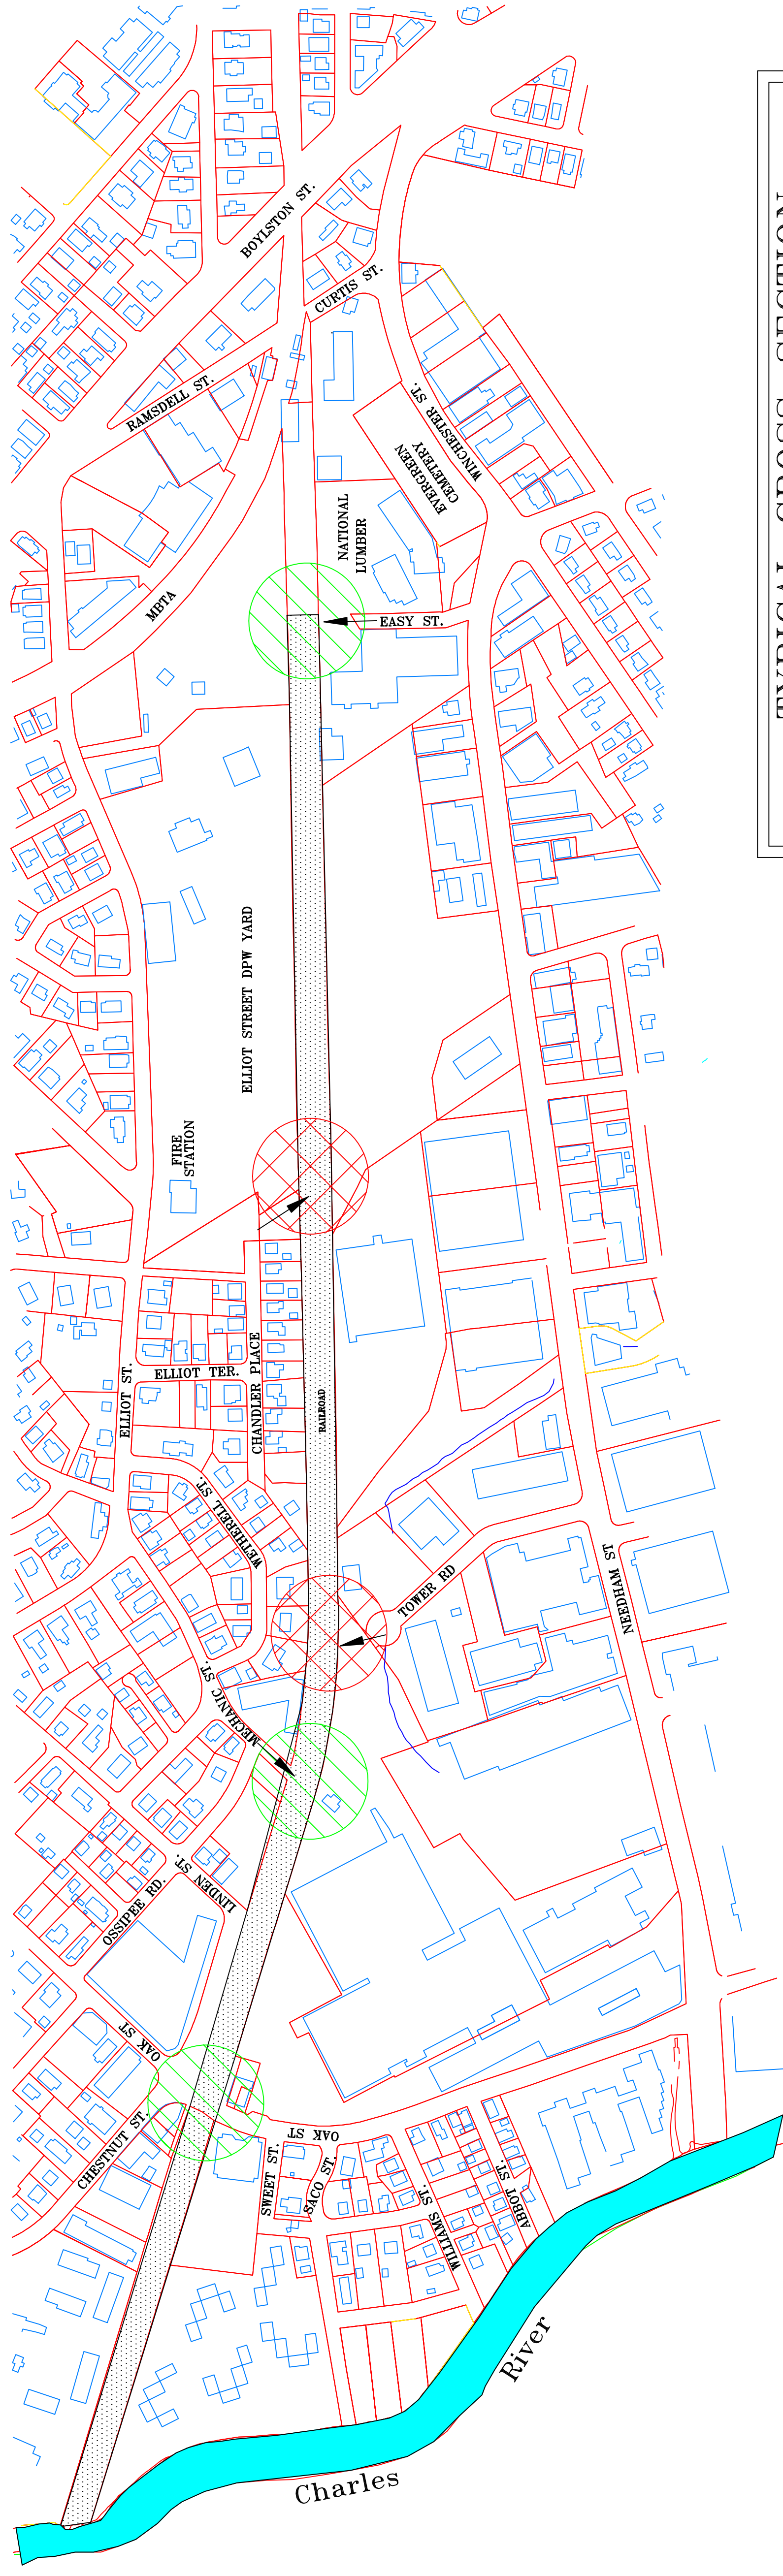 BOYLSTON ST.
CURTIS ST.
RAMSDELL ST.
WINCHESTER ST.
EVERGREEN
CEMETERY
NATIONAL
LUMBER
MBTA
EASY ST.
ELLIOT STREET DPW YARD
FIRE
STATION
ELLIOT ST.
ELLIOT TER.
CHANDLER PLACE
RAILROAD
WETHERELL ST.
TOWER RD
NEEDHAM ST
MECHANIC ST.
LINDEN ST.
OSSIPEE RD.
OAK ST
CHESTNUT ST.
OAK ST
SWEET ST.
SACO ST.
WILLIAMS ST.
ABBOT ST.
River
Charles
TYPICAL CROSS SECTION